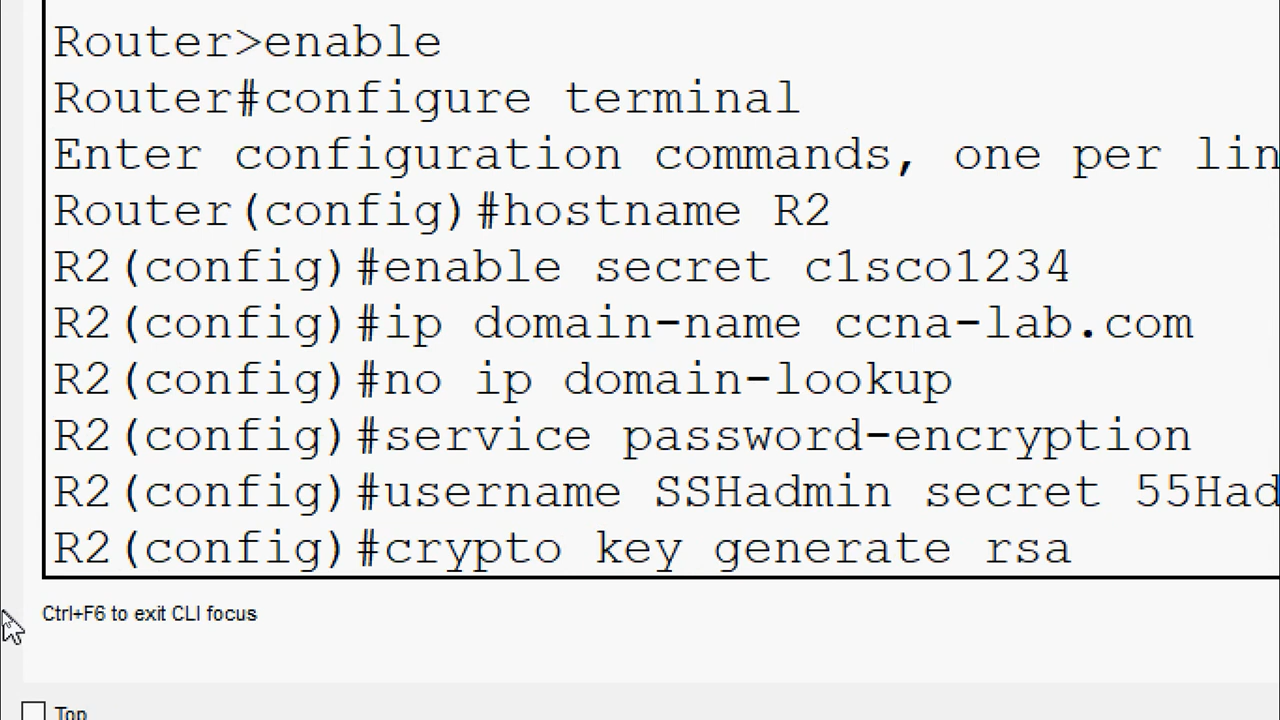 Router>enable
Router#configure terminal
Enter configuration commands, one per lin
Router(config)#hostname R2
R2(config)#enable secret c1sco1234
R2(config)#ip domain-name ccna-lab.com
R2(config)#no ip domain-lookup
R2(config)#service password-encryption
R2(config)#username SSHadmin secret 55Had
R2(config)#crypto key generate rsa
Ctrl+F6 to exit CLI focus
Top